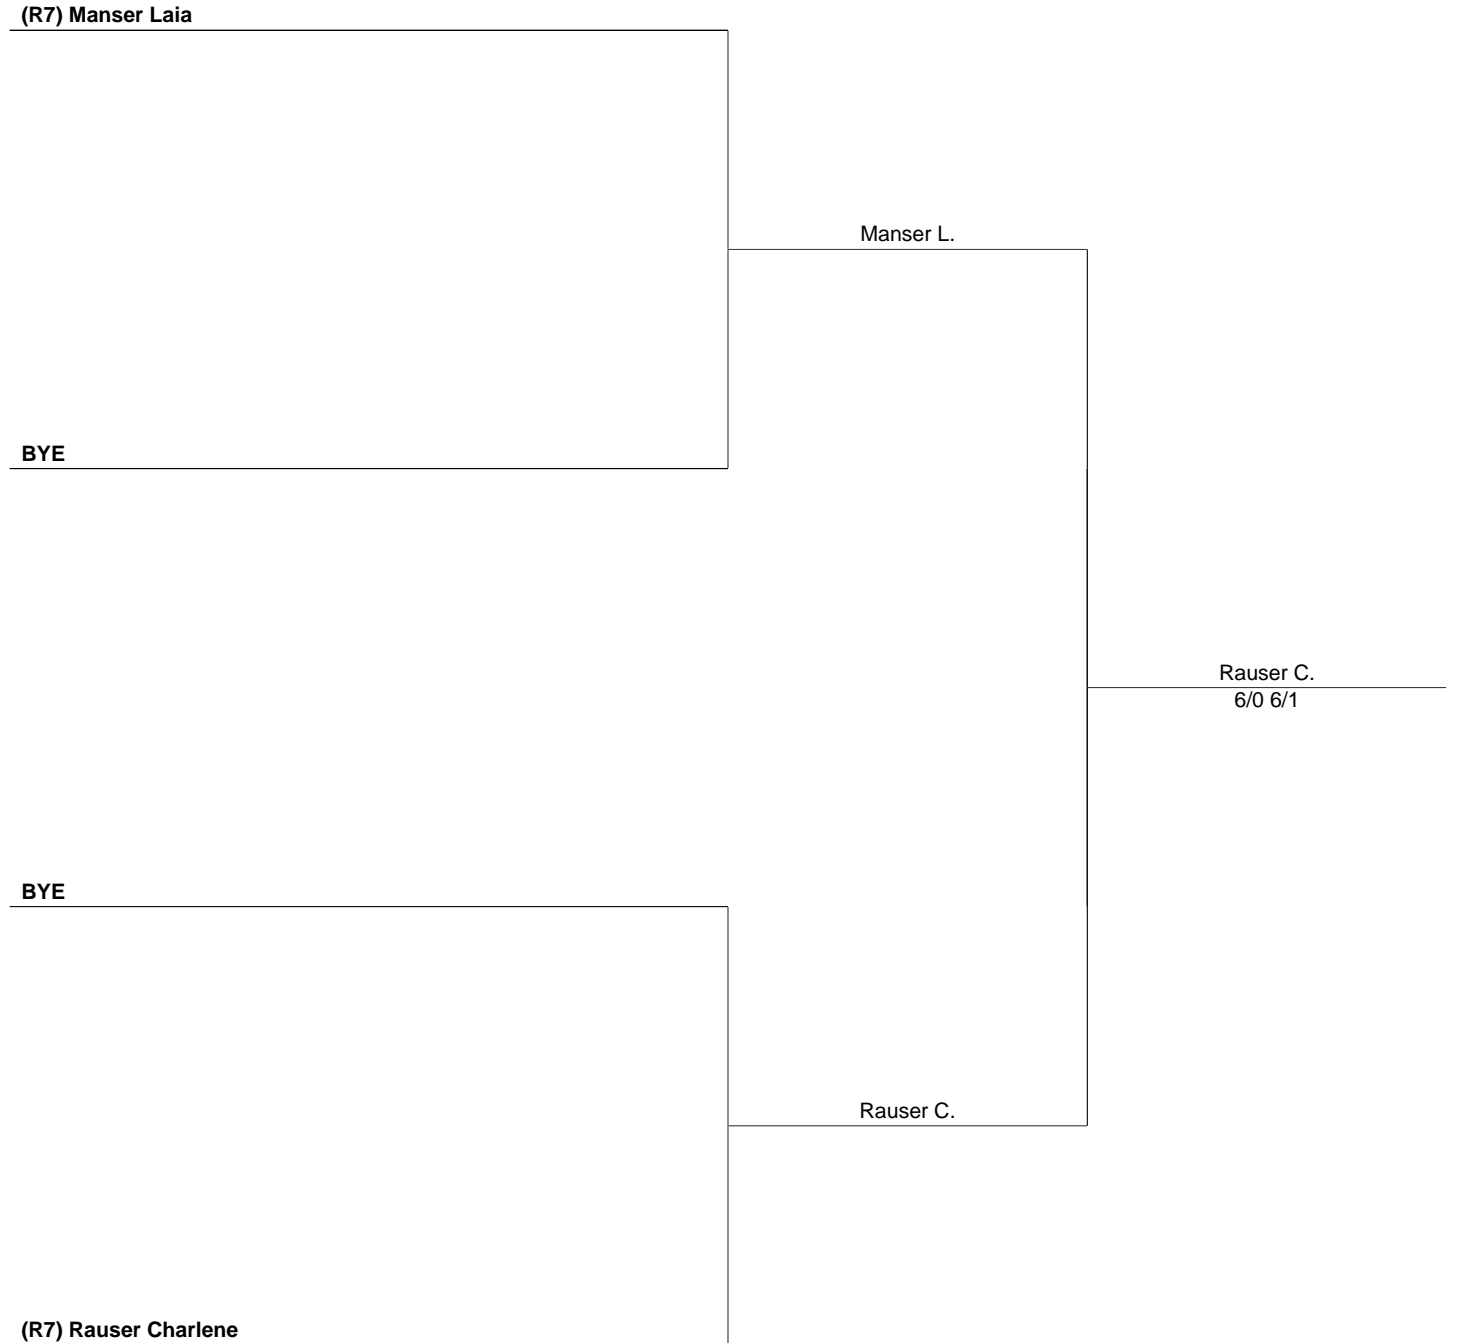 (R7) Manser Laia
Manser L.
BYE
Rauser C.
6/0 6/1
BYE
Rauser C.
(R7) Rauser Charlene